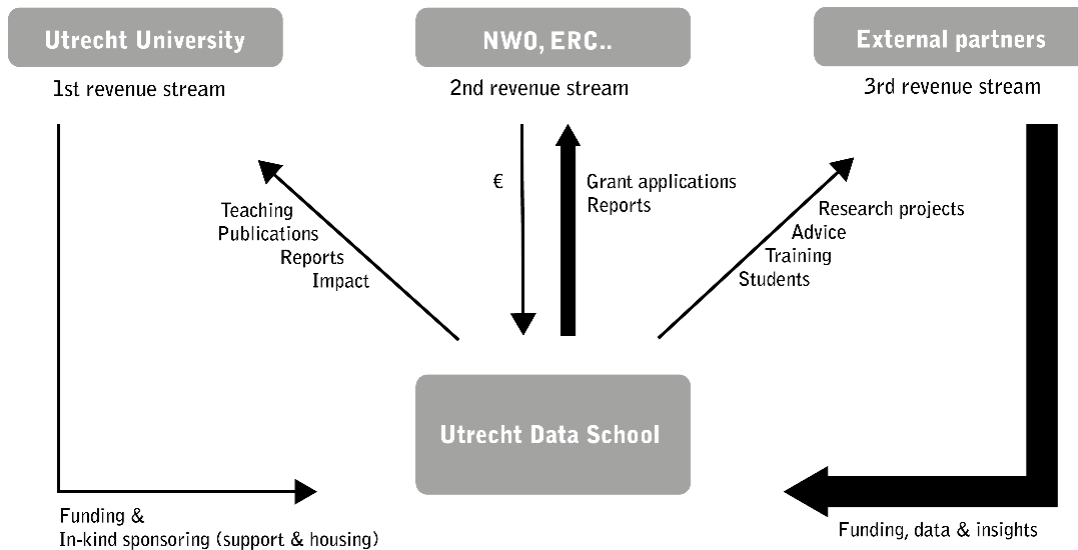 Utrecht University
NWO, ERC..
External partners
1st revenue stream
2nd revenue stream
3rd revenue stream
€
Grant applications
Reports
Teaching
Publications
Reports
Impact
Research projects
Advice
Training
Students
Utrecht Data School
Funding &
In-kind sponsoring (support & housing)
Funding, data & insights